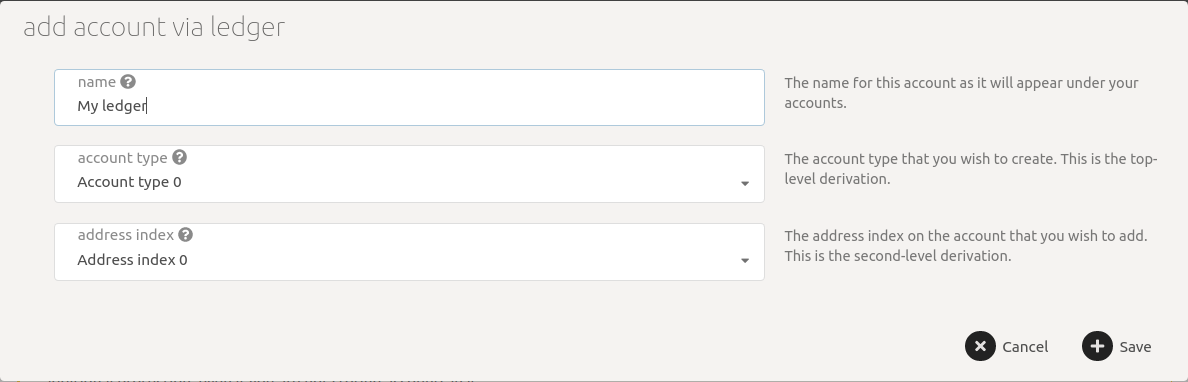 add account via ledger
name
My ledger
The name for this account as it will appear under your
accounts.
account type
Account type 0
The account type that you wish to create. This is the top-
level derivation.
address index
Address index 0
The address index on the account that you wish to add.
This is the second-level derivation.
Cancel
Save